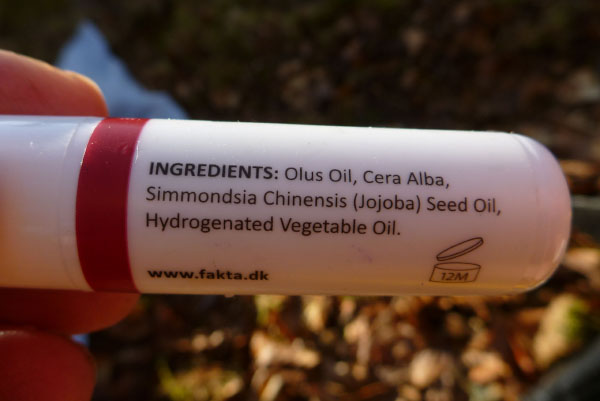 INGREDIENTS: Olus Oil, Cera Alba,
Simmondsia Chinensis (Jojoba) Seed Oil,
Hydrogenated Vegetable Oil.
www.fakta.dk
12M